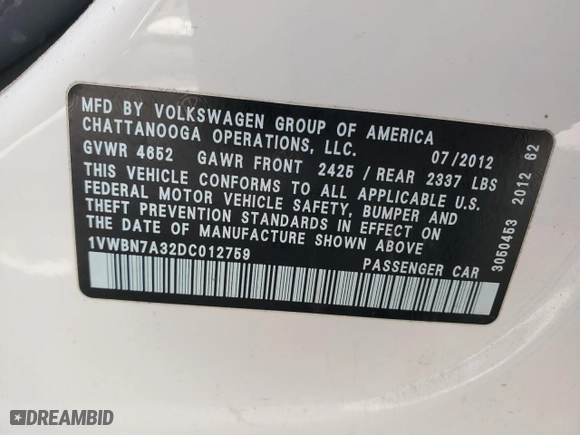 MFD BY VOLKSWAGEN GROUP OF AMERICA
CHATTANOOGA OPERATIONS, LLC. 07/2012
GVWR 4652 GAWR FRONT 2425 / REAR 2337 LBS
THIS VEHICLE CONFORMS TO ALL APPLICABLE U.S.
FEDERAL MOTOR VEHICLE SAFETY, BUMPER AND
THEFT PREVENTION STANDARDS IN EFFECT ON
THE DATE OF MANUFACTURE SHOWN ABOVE
1VWBN7A32DC012759 PASSENGER CAR
3050453 2012 62
DREAMBID